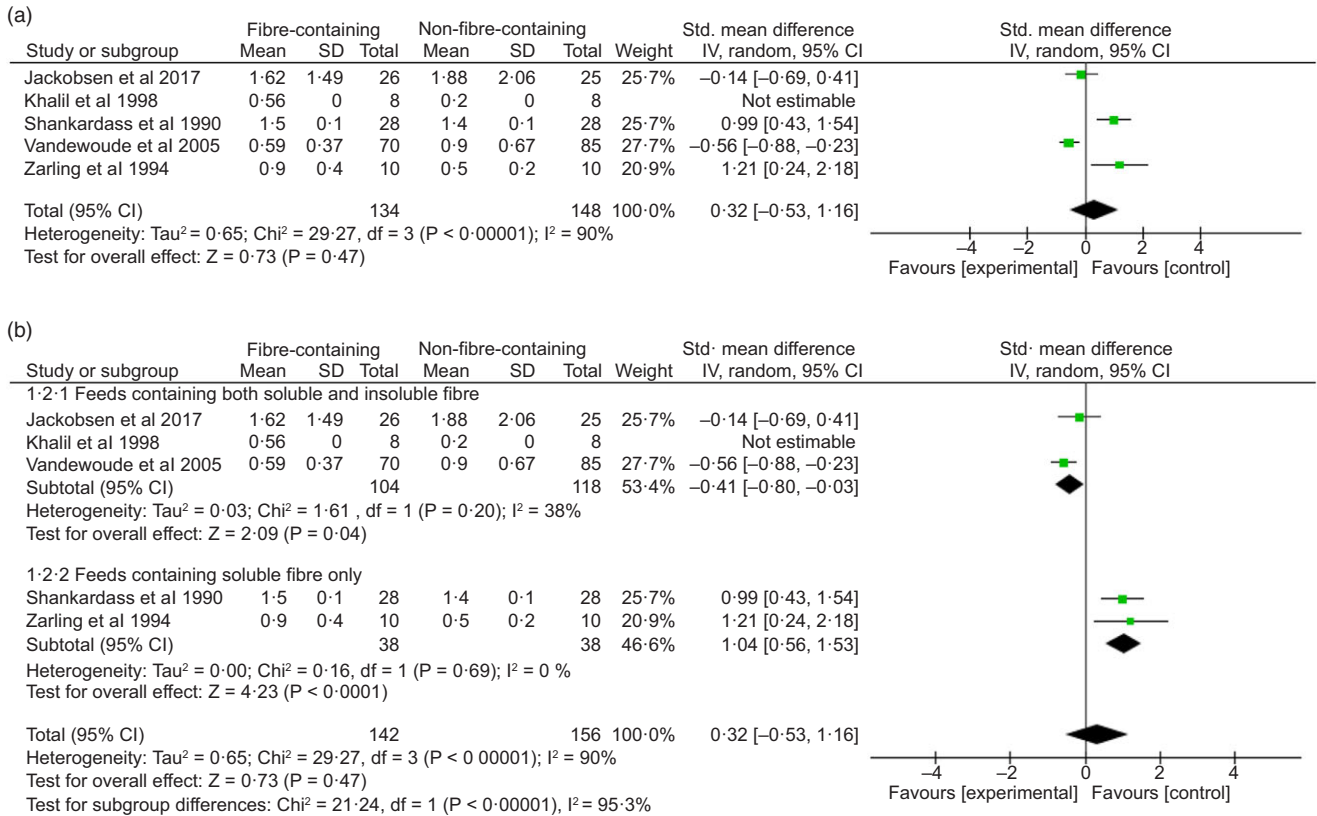 (a)
Fibre-containing Non-fibre-containing Std. mean difference Std. mean difference
Study or subgroup Mean SD Total Mean SD Total Weight IV, random, 95% CI IV, random, 95% CI
Jackobsen et al 2017 1·62 1·49 26 1·88 2·06 25 25·7% −0·14 [−0·69, 0·41]
Khalil et al 1998 0·56 0 8 0·2 0 8 Not estimable
Shankardass et al 1990 1·5 0·1 28 1·4 0·1 28 25·7% 0·99 [0·43, 1·54]
Vandewoude et al 2005 0·59 0·37 70 0·9 0·67 85 27·7% −0·56 [−0·88, −0·23]
Zarling et al 1994 0·9 0·4 10 0·5 0·2 10 20·9% 1·21 [0·24, 2·18]
Total (95% CI) 134 148 100·0% 0·32 [−0·53, 1·16]
Heterogeneity: Tau² = 0·65; Chi² = 29·27, df = 3 (P < 0·00001); I² = 90%
Test for overall effect: Z = 0·73 (P = 0·47)
−4 −2 0 2 4
Favours [experimental] Favours [control]
(b)
Fibre-containing Non-fibre-containing Std· mean difference Std· mean difference
Study or subgroup Mean SD Total Mean SD Total Weight IV, random, 95% CI IV, random, 95% CI
1·2·1 Feeds containing both soluble and insoluble fibre
Jackobsen et al 2017 1·62 1·49 26 1·88 2·06 25 25·7% −0·14 [−0·69, 0·41]
Khalil et al 1998 0·56 0 8 0·2 0 8 Not estimable
Vandewoude et al 2005 0·59 0·37 70 0·9 0·67 85 27·7% −0·56 [−0·88, −0·23]
Subtotal (95% CI) 104 118 53·4% −0·41 [−0·80, −0·03]
Heterogeneity: Tau² = 0·03; Chi² = 1·61 , df = 1 (P = 0·20); I² = 38%
Test for overall effect: Z = 2·09 (P = 0·04)
1·2·2 Feeds containing soluble fibre only
Shankardass et al 1990 1·5 0·1 28 1·4 0·1 28 25·7% 0·99 [0·43, 1·54]
Zarling et al 1994 0·9 0·4 10 0·5 0·2 10 20·9% 1·21 [0·24, 2·18]
Subtotal (95% CI) 38 38 46·6% 1·04 [0·56, 1·53]
Heterogeneity: Tau² = 0·00; Chi² = 0·16, df = 1 (P = 0·69); I² = 0 %
Test for overall effect: Z = 4·23 (P < 0·0001)
Total (95% CI) 142 156 100·0% 0·32 [−0·53, 1·16]
Heterogeneity: Tau² = 0·65; Chi² = 29·27, df = 3 (P < 0 00001); I² = 90%
Test for overall effect: Z = 0·73 (P = 0·47)
Test for subgroup differences: Chi² = 21·24, df = 1 (P < 0·00001), I² = 95·3%
−4 −2 0 2 4
Favours [experimental] Favours [control]